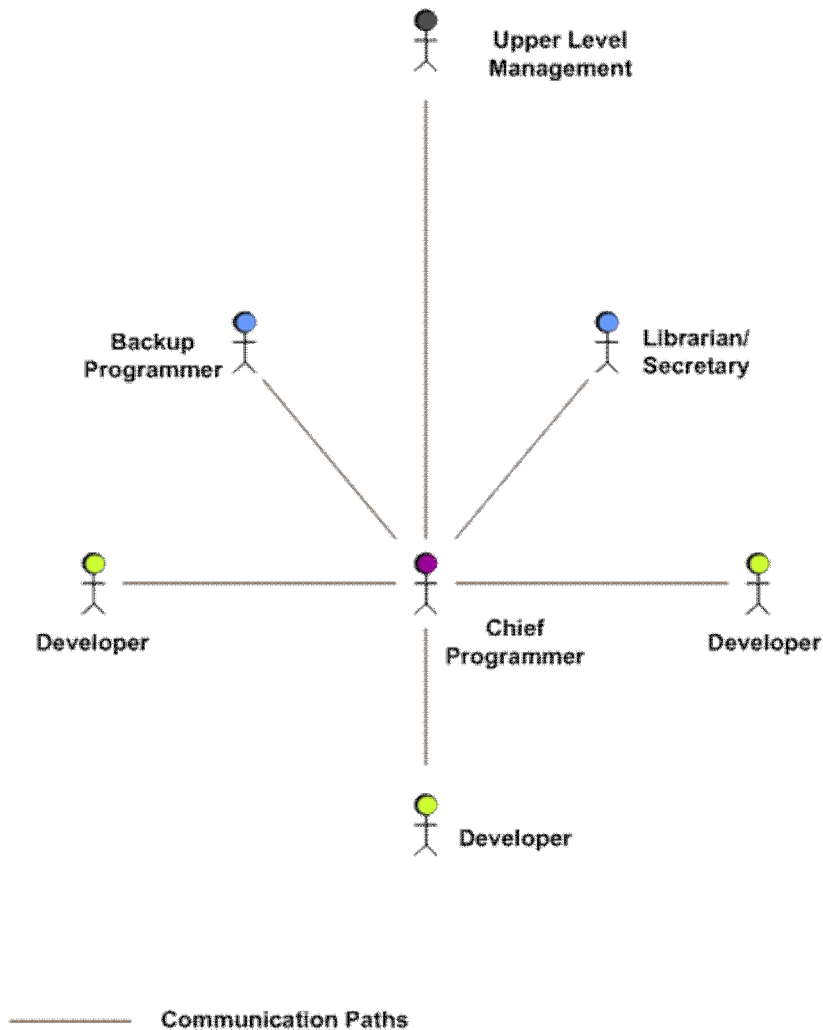 Upper Level
Management
Backup
Programmer
Librarian/
Secretary
Developer
Chief
Programmer
Developer
Developer
Communication Paths